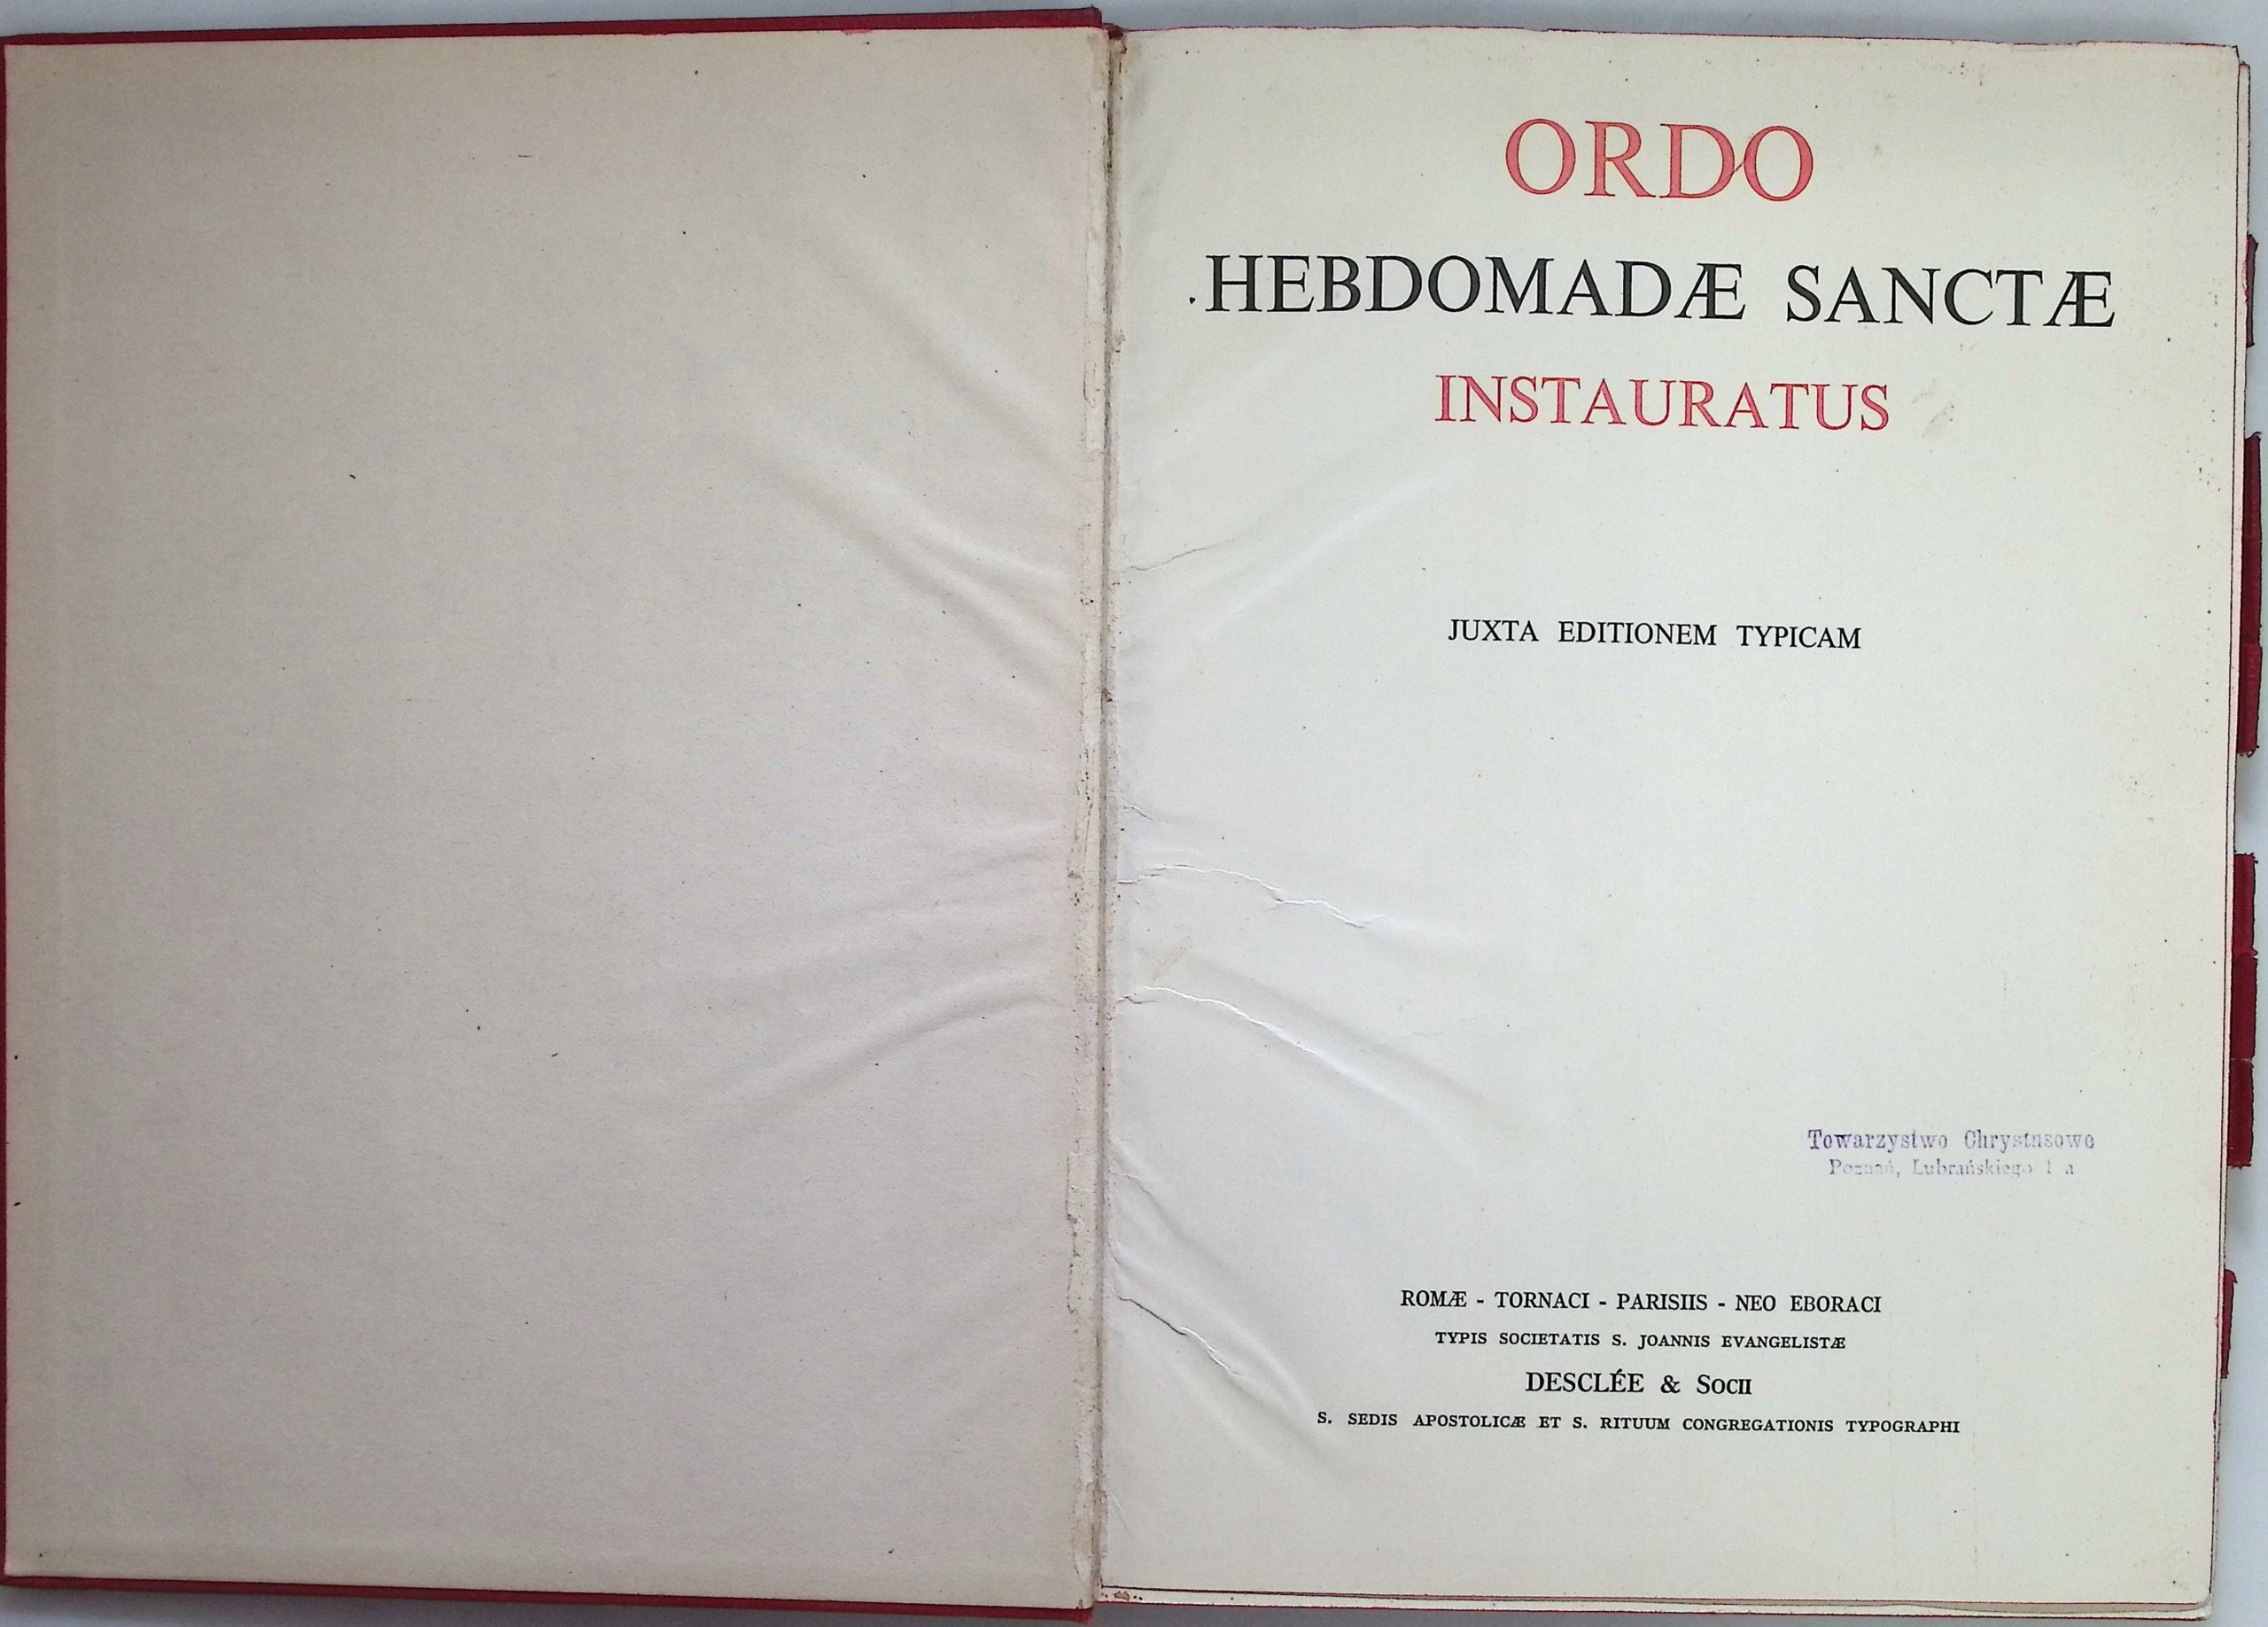 ORDO
HEBDOMADÆ SANCTÆ
INSTAURATUS
JUXTA EDITIONEM TYPICAM
Towarzystwo Chrystusowe
Poznań, Lubrańskiego 1 a
ROMÆ - TORNACI - PARISIIS - NEO EBORACI
TYPIS SOCIETATIS S. JOANNIS EVANGELISTÆ
DESCLÉE & SOCII
S. SEDIS APOSTOLICÆ ET S. RITUUM CONGREGATIONIS TYPOGRAPHI